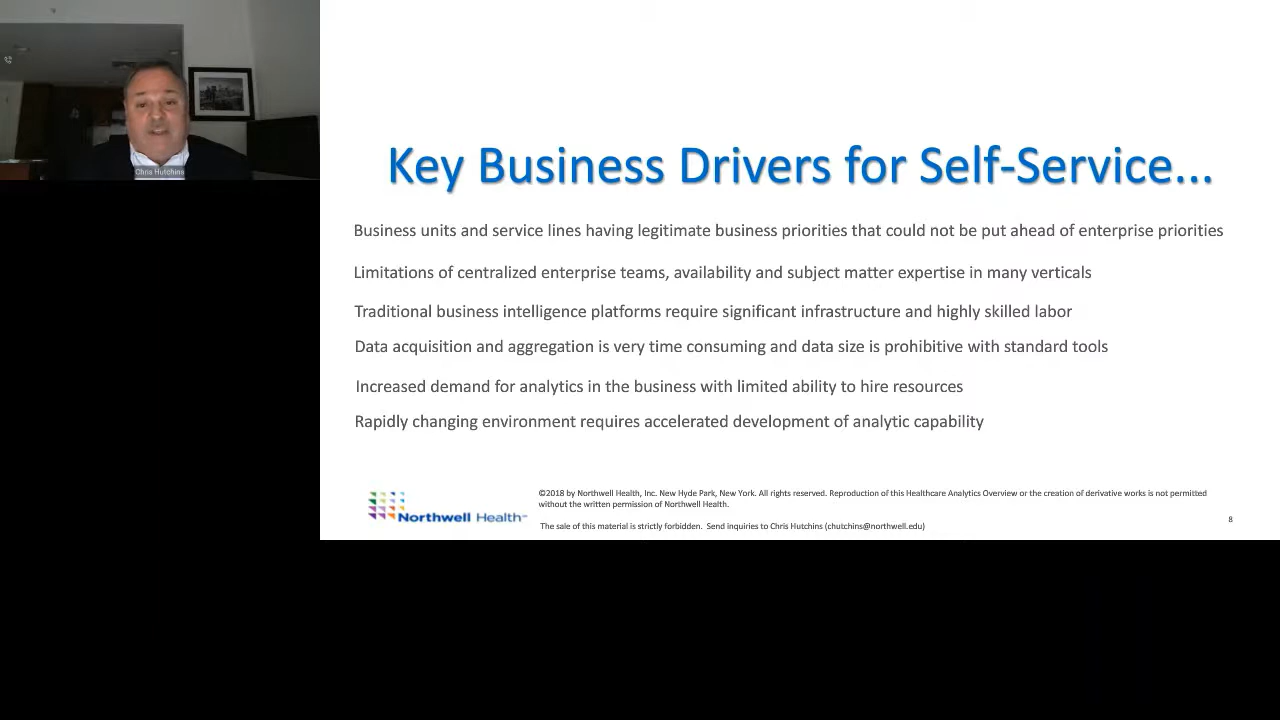 Chris Hutchins
Key Business Drivers for Self-Service...
Business units and service lines having legitimate business priorities that could not be put ahead of enterprise priorities
Limitations of centralized enterprise teams, availability and subject matter expertise in many verticals
Traditional business intelligence platforms require significant infrastructure and highly skilled labor
Data acquisition and aggregation is very time consuming and data size is prohibitive with standard tools
Increased demand for analytics in the business with limited ability to hire resources
Rapidly changing environment requires accelerated development of analytic capability
Northwell Health℠
©2018 by Northwell Health, Inc. New Hyde Park, New York. All rights reserved. Reproduction of this Healthcare Analytics Overview or the creation of derivative works is not permitted
without the written permission of Northwell Health.
The sale of this material is strictly forbidden. Send inquiries to Chris Hutchins (chutchins@northwell.edu)
8